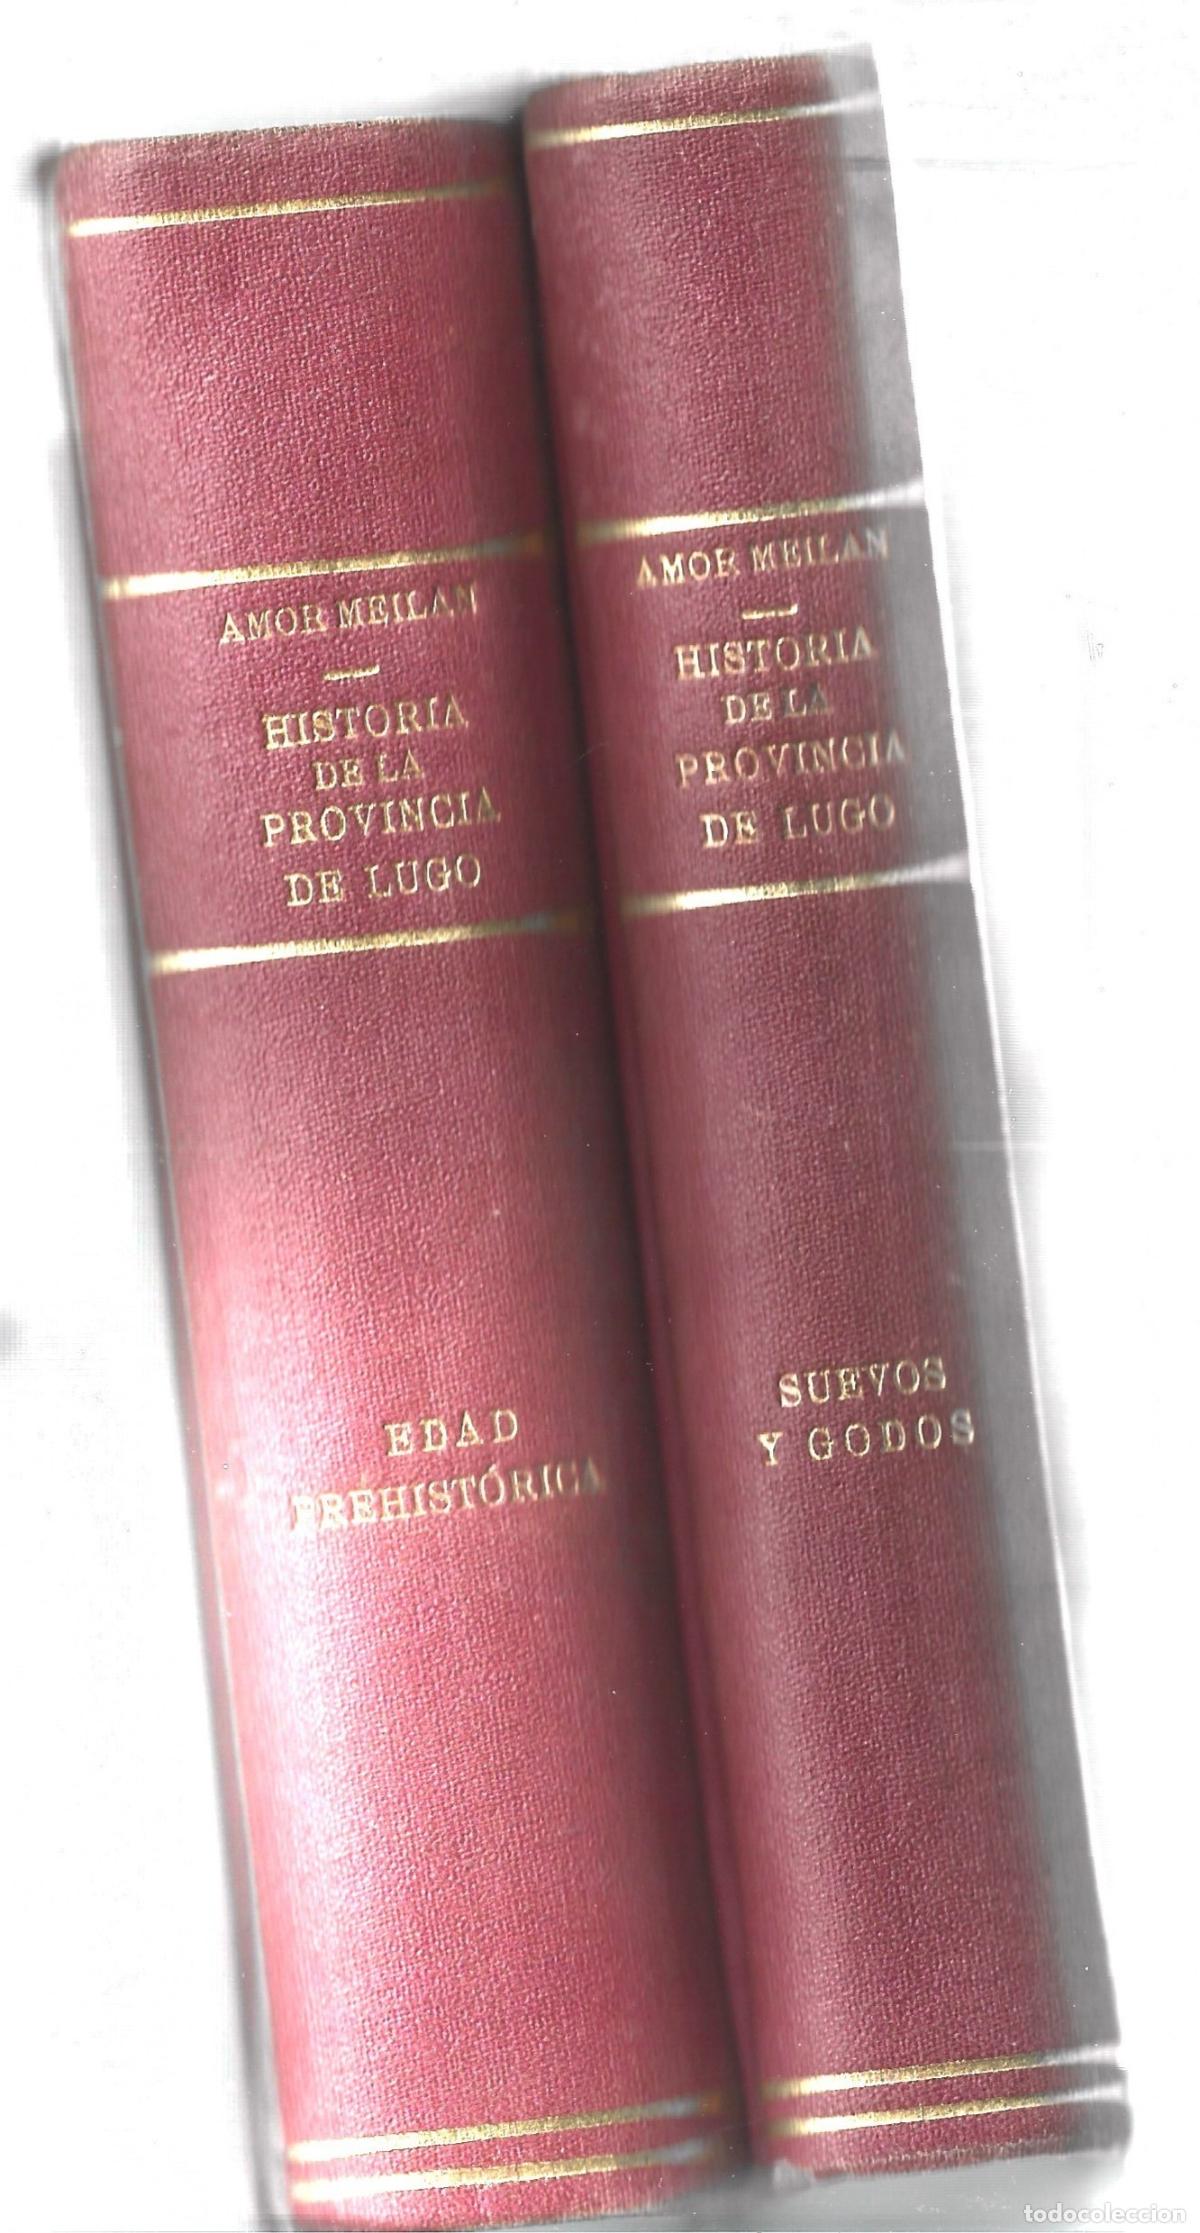 AMOR MEILAN
HISTORIA
DE LA
PROVINCIA
DE LUGO
EDAD
PREHISTÓRICA
AMOR MEILAN
HISTORIA
DE LA
PROVINCIA
DE LUGO
SUEVOS
Y GODOS
todocoleccion